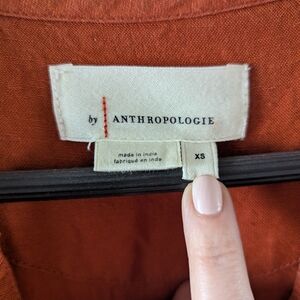 by ANTHROPOLOGIE
made in india
fabriqué en inde
XS